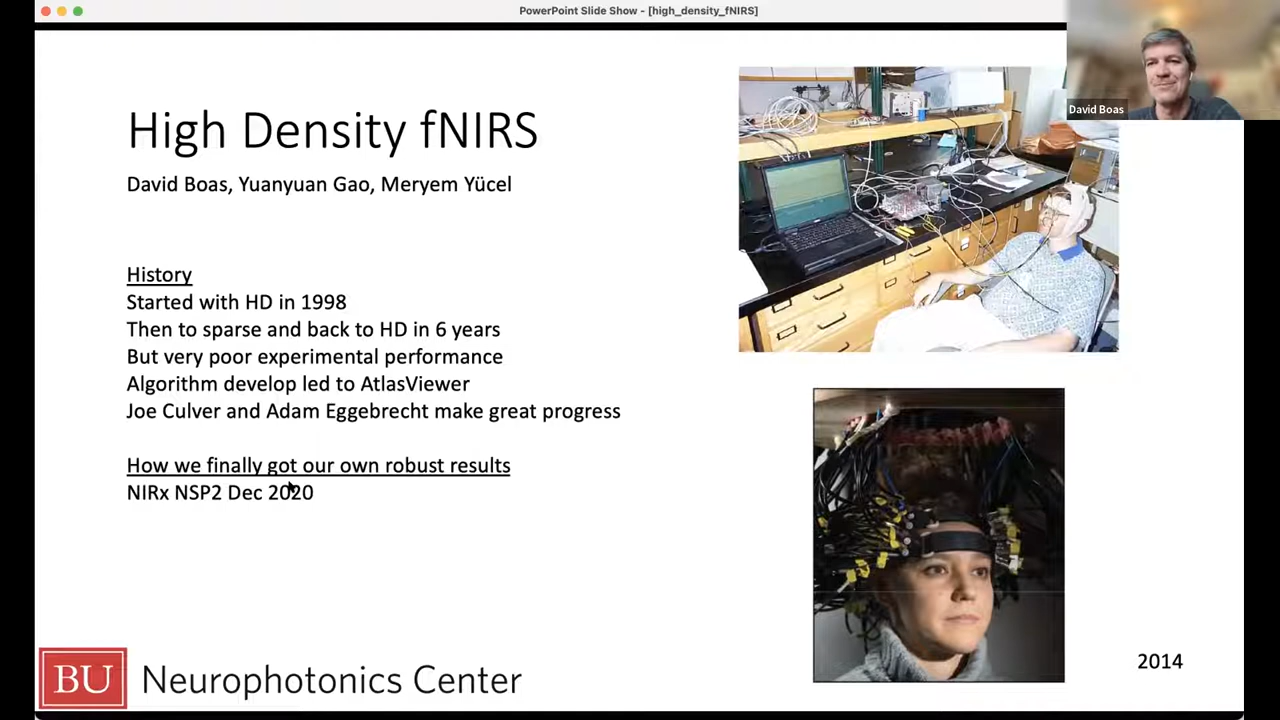 PowerPoint Slide Show - [high_density_fNIRS]
David Boas
High Density fNIRS
David Boas, Yuanyuan Gao, Meryem Yücel
History
Started with HD in 1998
Then to sparse and back to HD in 6 years
But very poor experimental performance
Algorithm develop led to AtlasViewer
Joe Culver and Adam Eggebrecht make great progress
How we finally got our own robust results
NIRx NSP2 Dec 2020
2014
BU Neurophotonics Center